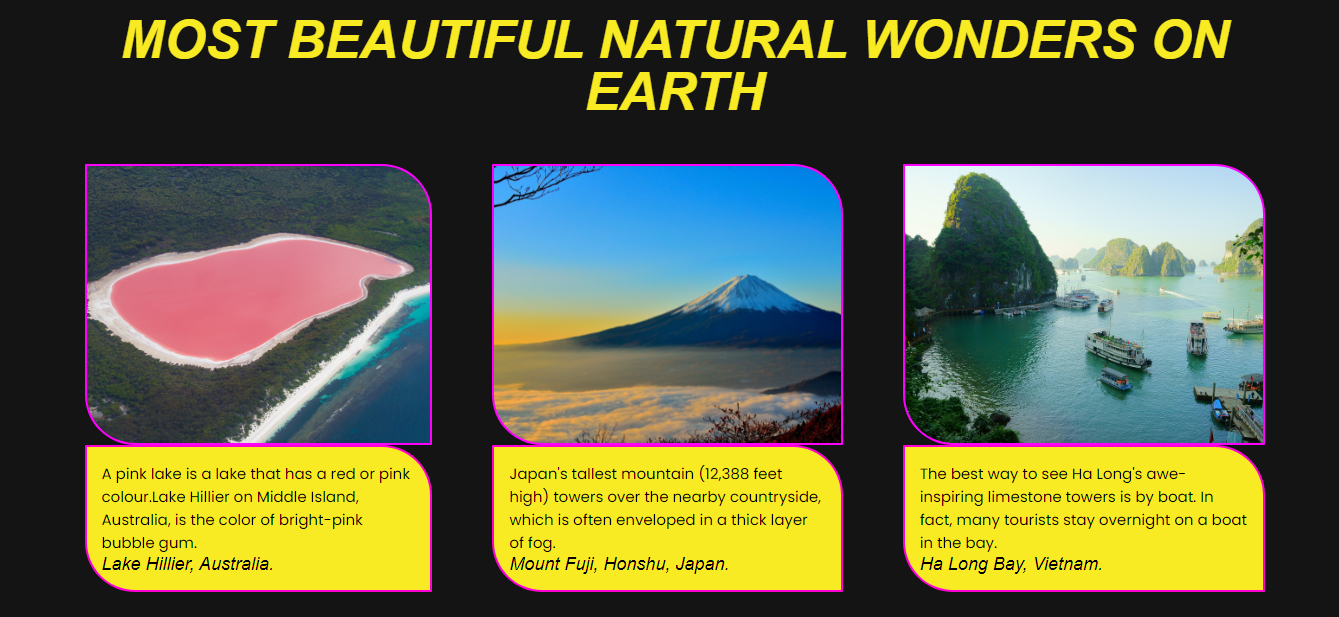 MOST BEAUTIFUL NATURAL WONDERS ON
EARTH
A pink lake is a lake that has a red or pink
colour.Lake Hillier on Middle Island,
Australia, is the color of bright-pink
bubble gum.
Lake Hillier, Australia.
Japan's tallest mountain (12,388 feet
high) towers over the nearby countryside,
which is often enveloped in a thick layer
of fog.
Mount Fuji, Honshu, Japan.
The best way to see Ha Long's awe-
inspiring limestone towers is by boat. In
fact, many tourists stay overnight on a boat
in the bay.
Ha Long Bay, Vietnam.